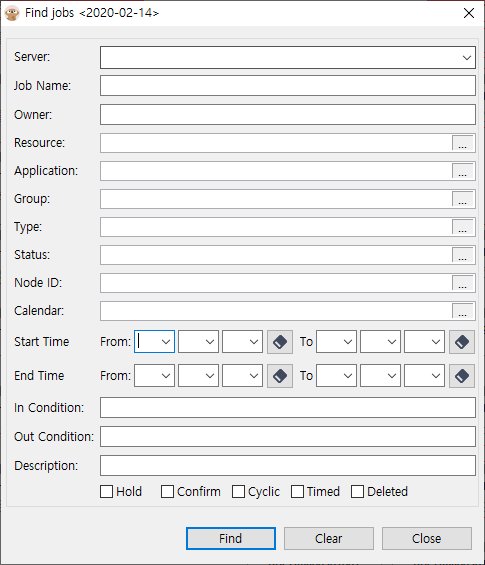 Find jobs <2020-02-14>
Server:
Job Name:
Owner:
Resource: ...
Application: ...
Group: ...
Type: ...
Status: ...
Node ID: ...
Calendar: ...
Start Time From: To
End Time From: To
In Condition:
Out Condition:
Description:
Hold Confirm Cyclic Timed Deleted
Find Clear Close